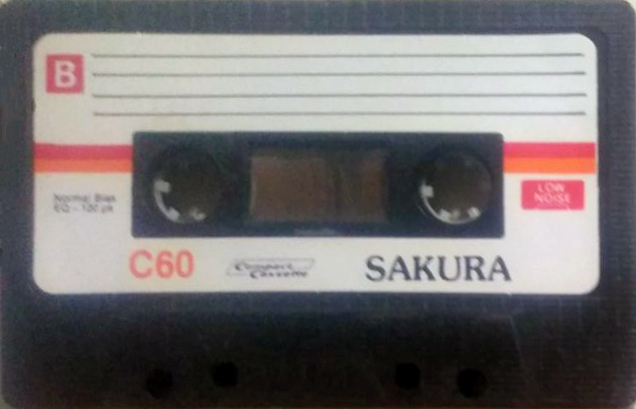 B
Normal Bias
EQ - 120 μs
LOW
NOISE
C60
Compact
Cassette
SAKURA